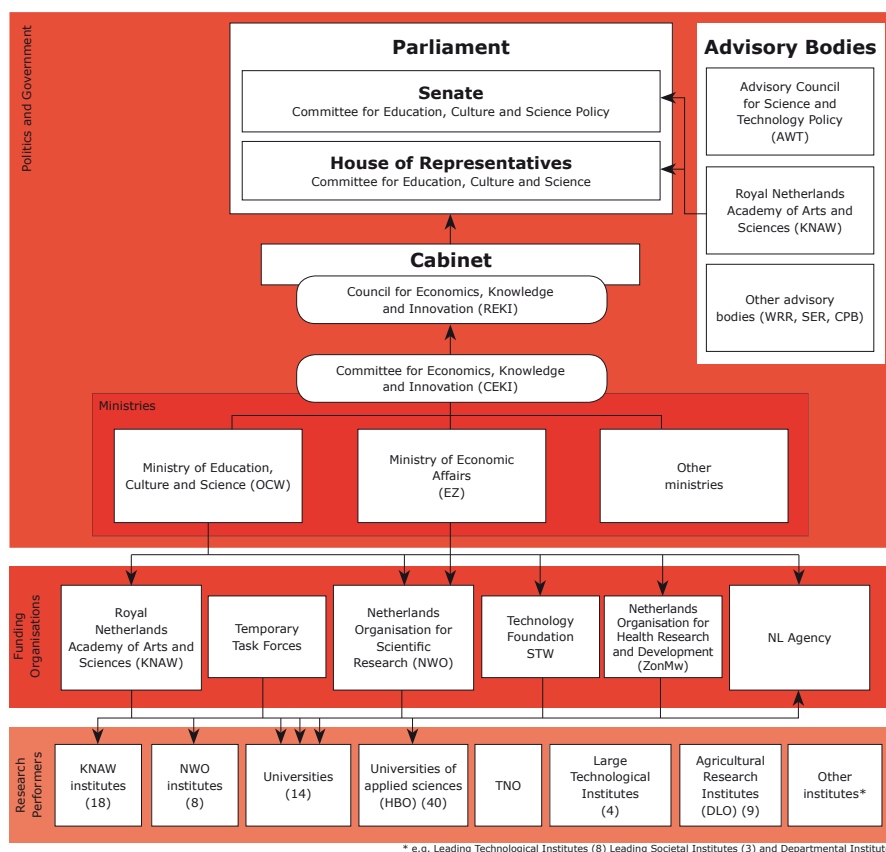 Politics and Government
Parliament
Senate
Committee for Education, Culture and Science Policy
House of Representatives
Committee for Education, Culture and Science
Advisory Bodies
Advisory Council
for Science and
Technology Policy
(AWT)
Royal Netherlands
Academy of Arts and
Sciences (KNAW)
Other advisory
bodies (WRR, SER, CPB)
Cabinet
Council for Economics, Knowledge
and Innovation (REKI)
Committee for Economics, Knowledge
and Innovation (CEKI)
Ministries
Ministry of Education,
Culture and Science (OCW)
Ministry of Economic
Affairs
(EZ)
Other
ministries
Funding
Organisations
Royal
Netherlands
Academy of Arts and
Sciences (KNAW)
Temporary
Task Forces
Netherlands
Organisation for
Scientific
Research (NWO)
Technology
Foundation
STW
Netherlands
Organisation for
Health Research
and Development
(ZonMw)
NL Agency
Research
Performers
KNAW
institutes
(18)
NWO
institutes
(8)
Universities
(14)
Universities of
applied sciences
(HBO) (40)
TNO
Large
Technological
Institutes
(4)
Agricultural
Research
Institutes
(DLO) (9)
Other
institutes*
* e.g. Leading Technological Institutes (8) Leading Societal Institutes (3) and Departmental Institute